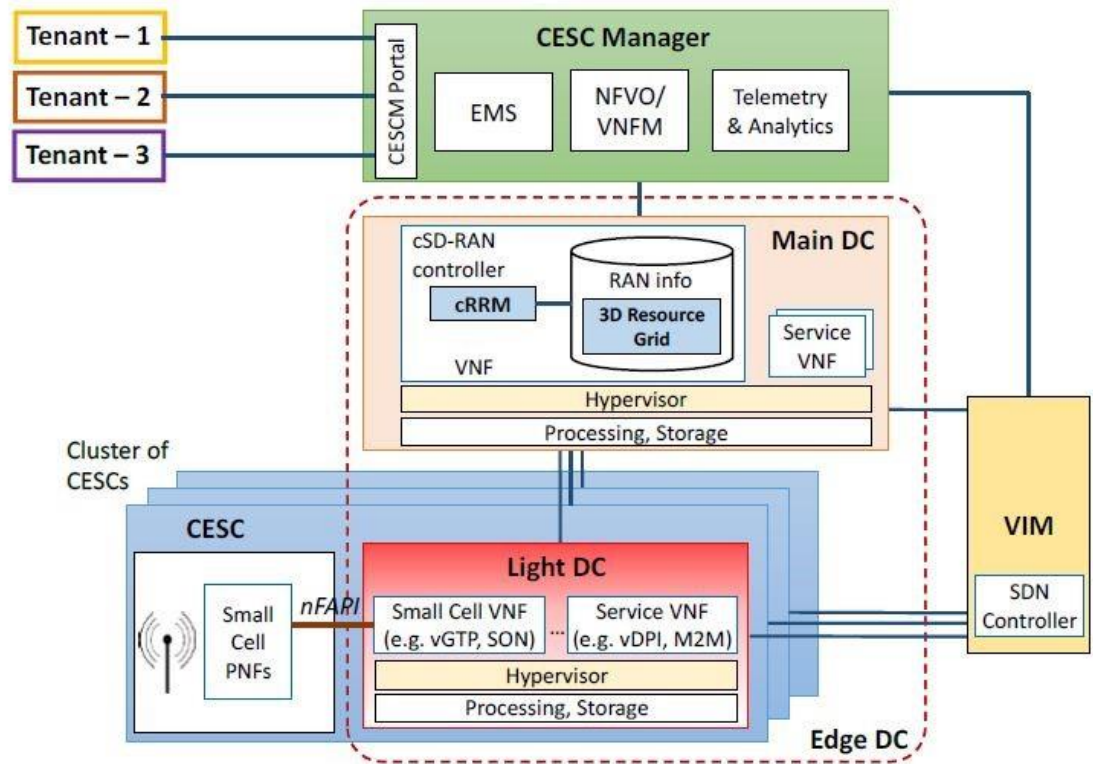 Tenant – 1
Tenant – 2
Tenant – 3
CESCM Portal
CESC Manager
EMS
NFVO/
VNFM
Telemetry
& Analytics
Main DC
cSD-RAN
controller
cRRM
RAN info
3D Resource
Grid
VNF
Service
VNF
Hypervisor
Processing, Storage
Cluster of
CESCs
CESC
Small
Cell
PNFs
nFAPI
Light DC
Small Cell VNF
(e.g. vGTP, SON)
...
Service VNF
(e.g. vDPI, M2M)
Hypervisor
Processing, Storage
Edge DC
VIM
SDN
Controller